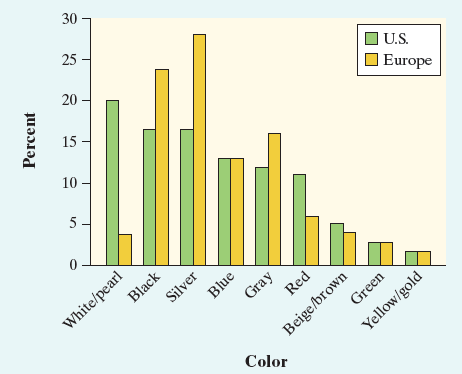 30
25
20
15
10
5
0
Percent
U.S.
Europe
White/pearl
Black
Silver
Blue
Gray
Red
Beige/brown
Green
Yellow/gold
Color